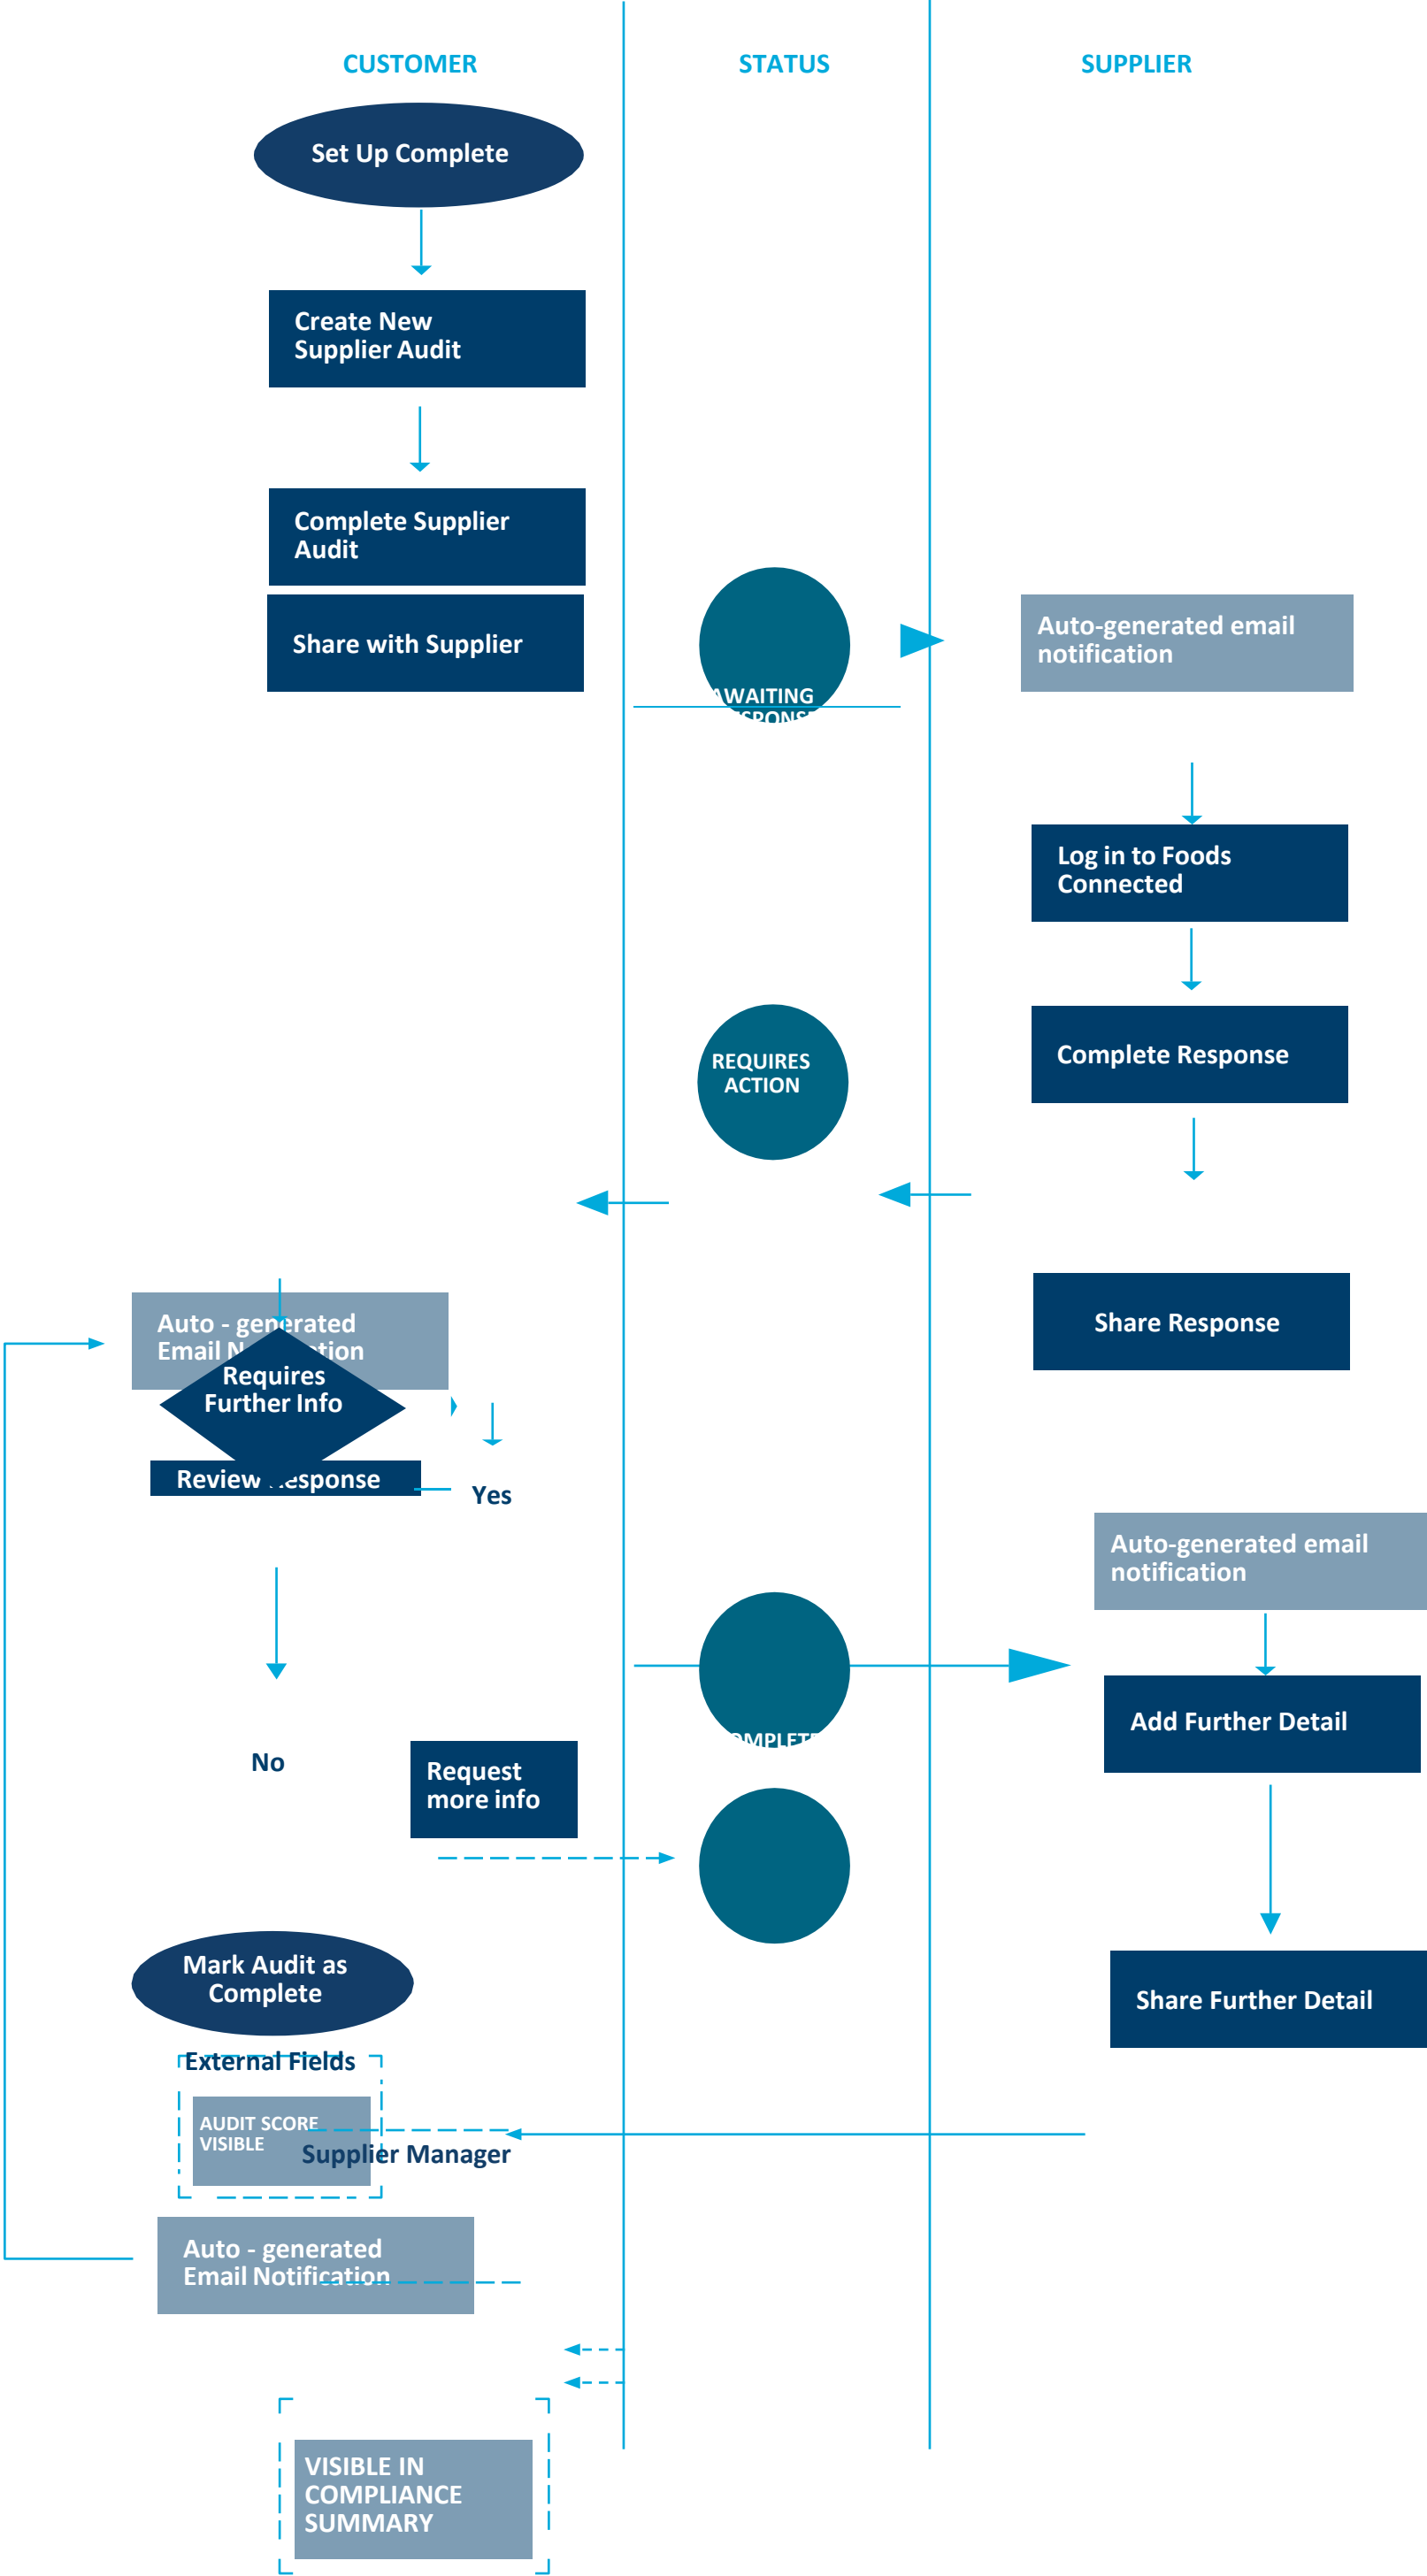 CUSTOMER
STATUS
SUPPLIER
Set Up Complete
Create New
Supplier Audit
Complete Supplier
Audit
Share with Supplier
AWAITING
Auto-generated email
notification
Log in to Foods
Connected
REQUIRES
ACTION
Complete Response
Share Response
Auto - generated
Email
Requires
Further Info
Review
Yes
Auto-generated email
notification
Add Further Detail
No
Request
more info
Mark Audit as
Complete
Share Further Detail
External Fields
AUDIT SCORE
VISIBLE
Supplier Manager
Auto - generated
Email Notification
VISIBLE IN
COMPLIANCE
SUMMARY